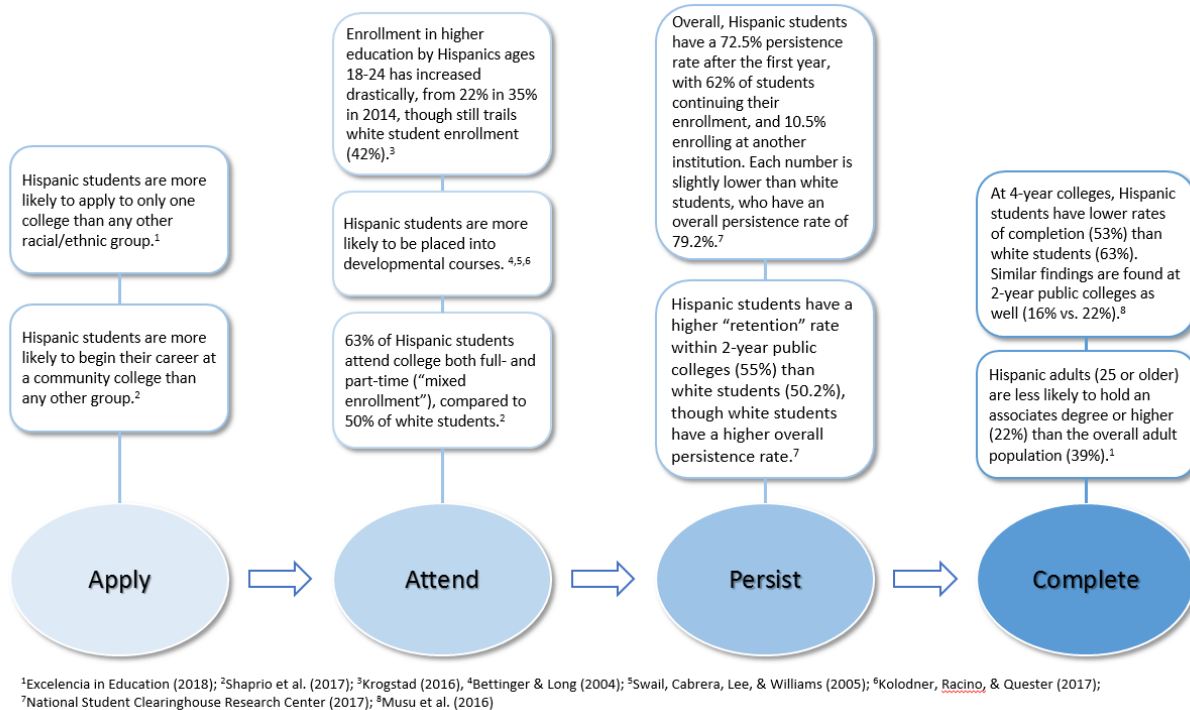 Hispanic students are more
likely to apply to only one
college than any other
racial/ethnic group.1
Hispanic students are more
likely to begin their career at
a community college than
any other group.2
Apply
Enrollment in higher
education by Hispanics ages
18-24 has increased
drastically, from 22% in 35%
in 2014, though still trails
white student enrollment
(42%).3
Hispanic students are more
likely to be placed into
developmental courses. 4,5,6
63% of Hispanic students
attend college both full- and
part-time (“mixed
enrollment”), compared to
50% of white students.2
Attend
Overall, Hispanic students
have a 72.5% persistence
rate after the first year,
with 62% of students
continuing their
enrollment, and 10.5%
enrolling at another
institution. Each number is
slightly lower than white
students, who have an
overall persistence rate of
79.2%.7
Hispanic students have a
higher “retention” rate
within 2-year public
colleges (55%) than
white students (50.2%),
though white students
have a higher overall
persistence rate.7
Persist
At 4-year colleges, Hispanic
students have lower rates
of completion (53%) than
white students (63%).
Similar findings are found at
2-year public colleges as
well (16% vs. 22%).8
Hispanic adults (25 or older)
are less likely to hold an
associates degree or higher
(22%) than the overall adult
population (39%).1
Complete
1Excelencia in Education (2018); 2Shaprio et al. (2017); 3Krogstad (2016), 4Bettinger & Long (2004); 5Swail, Cabrera, Lee, & Williams (2005); 6Kolodner, Racino, & Quester (2017);
7National Student Clearinghouse Research Center (2017); 8Musu et al. (2016)